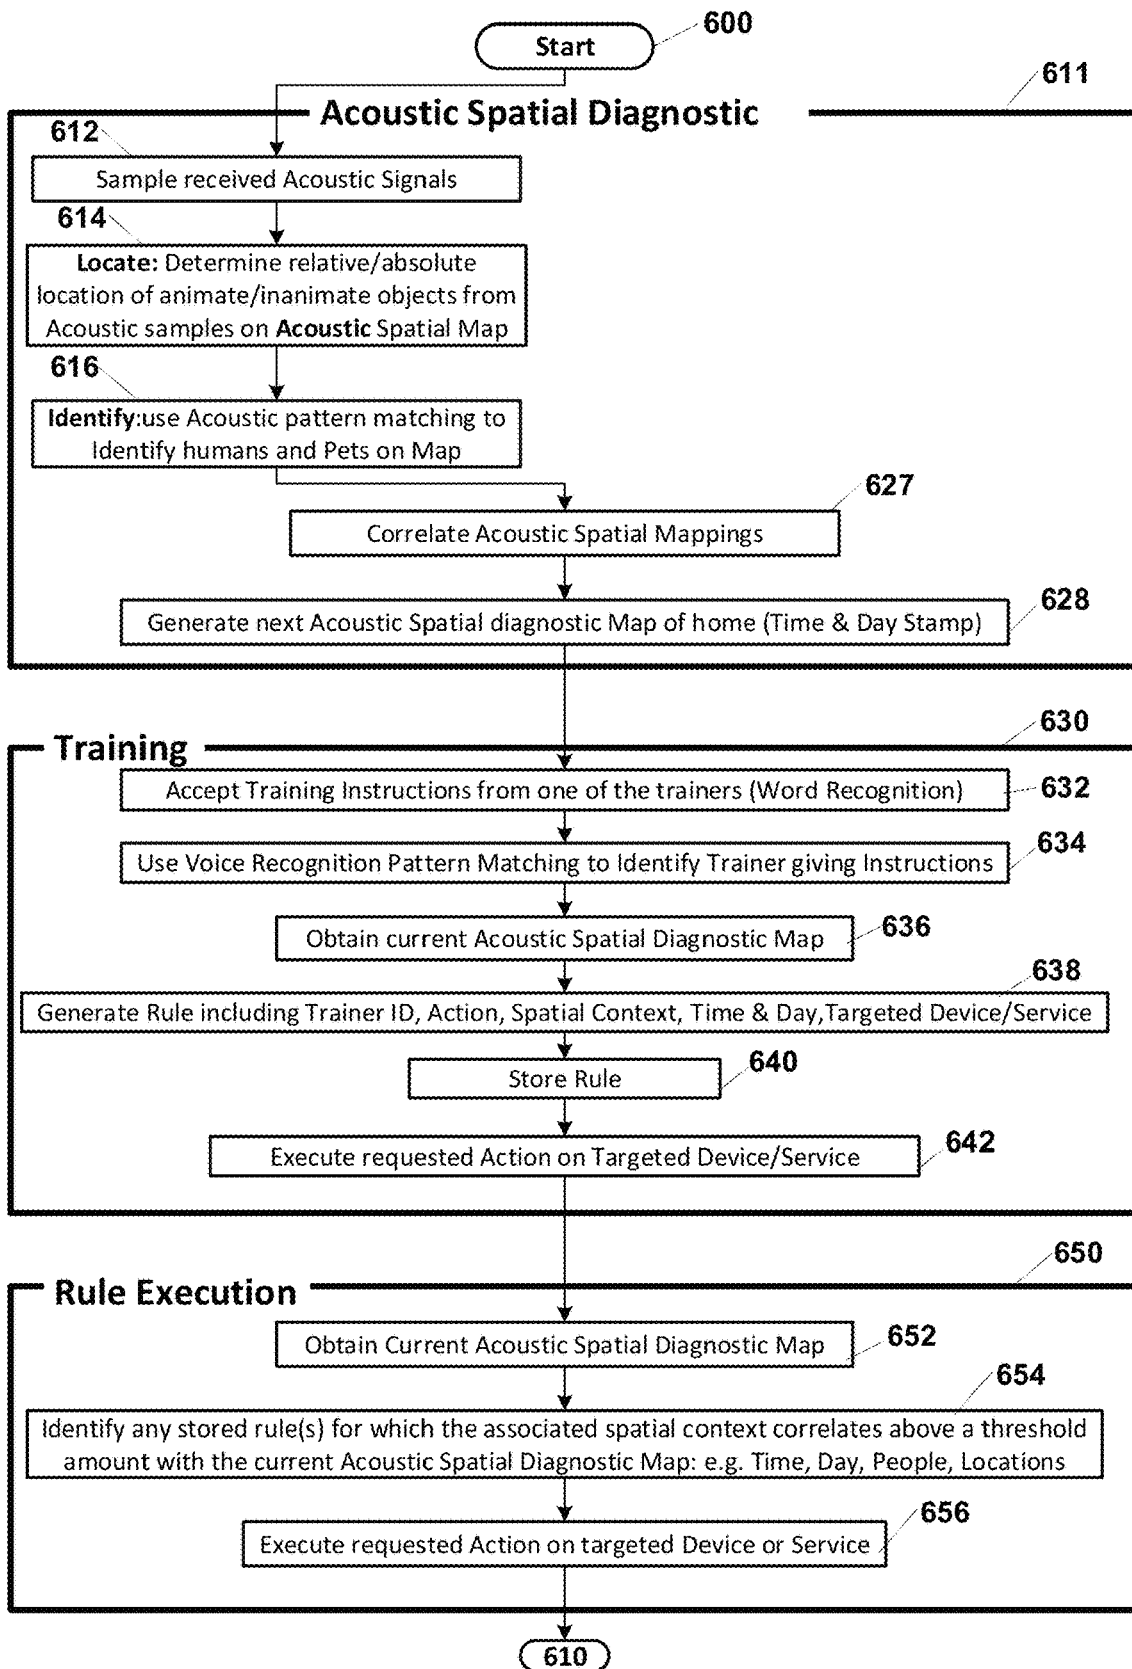 Start
600
611
Acoustic Spatial Diagnostic
612
Sample received Acoustic Signals
614
Locate: Determine relative/absolute
location of animate/inanimate objects from
Acoustic samples on Acoustic Spatial Map
616
Identify:use Acoustic pattern matching to
Identify humans and Pets on Map
627
Correlate Acoustic Spatial Mappings
628
Generate next Acoustic Spatial diagnostic Map of home (Time & Day Stamp)
630
Training
Accept Training Instructions from one of the trainers (Word Recognition)
632
Use Voice Recognition Pattern Matching to Identify Trainer giving Instructions
634
Obtain current Acoustic Spatial Diagnostic Map
636
638
Generate Rule including Trainer ID, Action, Spatial Context, Time & Day,Targeted Device/Service
640
Store Rule
Execute requested Action on Targeted Device/Service
642
650
Rule Execution
Obtain Current Acoustic Spatial Diagnostic Map
652
654
Identify any stored rule(s) for which the associated spatial context correlates above a threshold
amount with the current Acoustic Spatial Diagnostic Map: e.g. Time, Day, People, Locations
656
Execute requested Action on targeted Device or Service
610